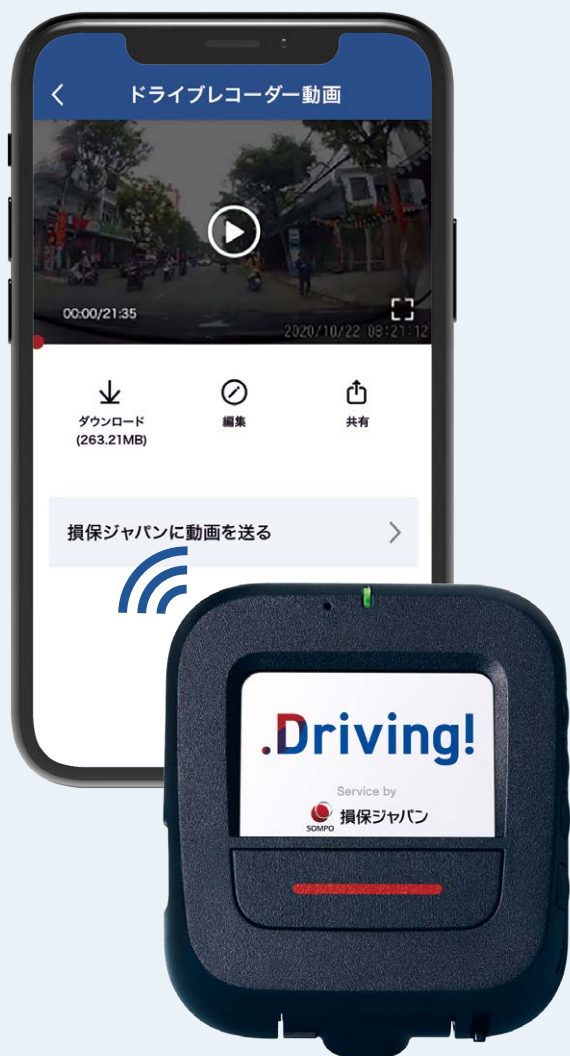 ドライブレコーダー動画
00:00/21:35
2020/10/22 08:21:12
ダウンロード
(263.21MB)
編集
共有
損保ジャパンに動画を送る
.Driving!
Service by
SOMPO 損保ジャパン